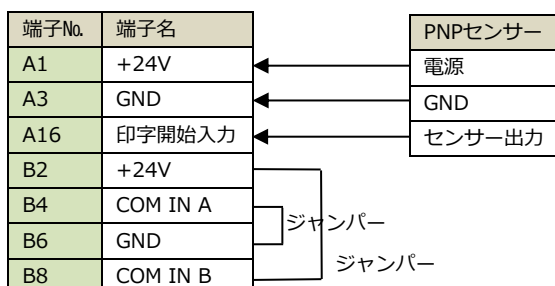 端子№ 端子名
A1 +24V
A3 GND
A16 印字開始入力
B2 +24V
B4 COM IN A
B6 GND
B8 COM IN B
PNPセンサー
電源
GND
センサー出力
ジャンパー
ジャンパー